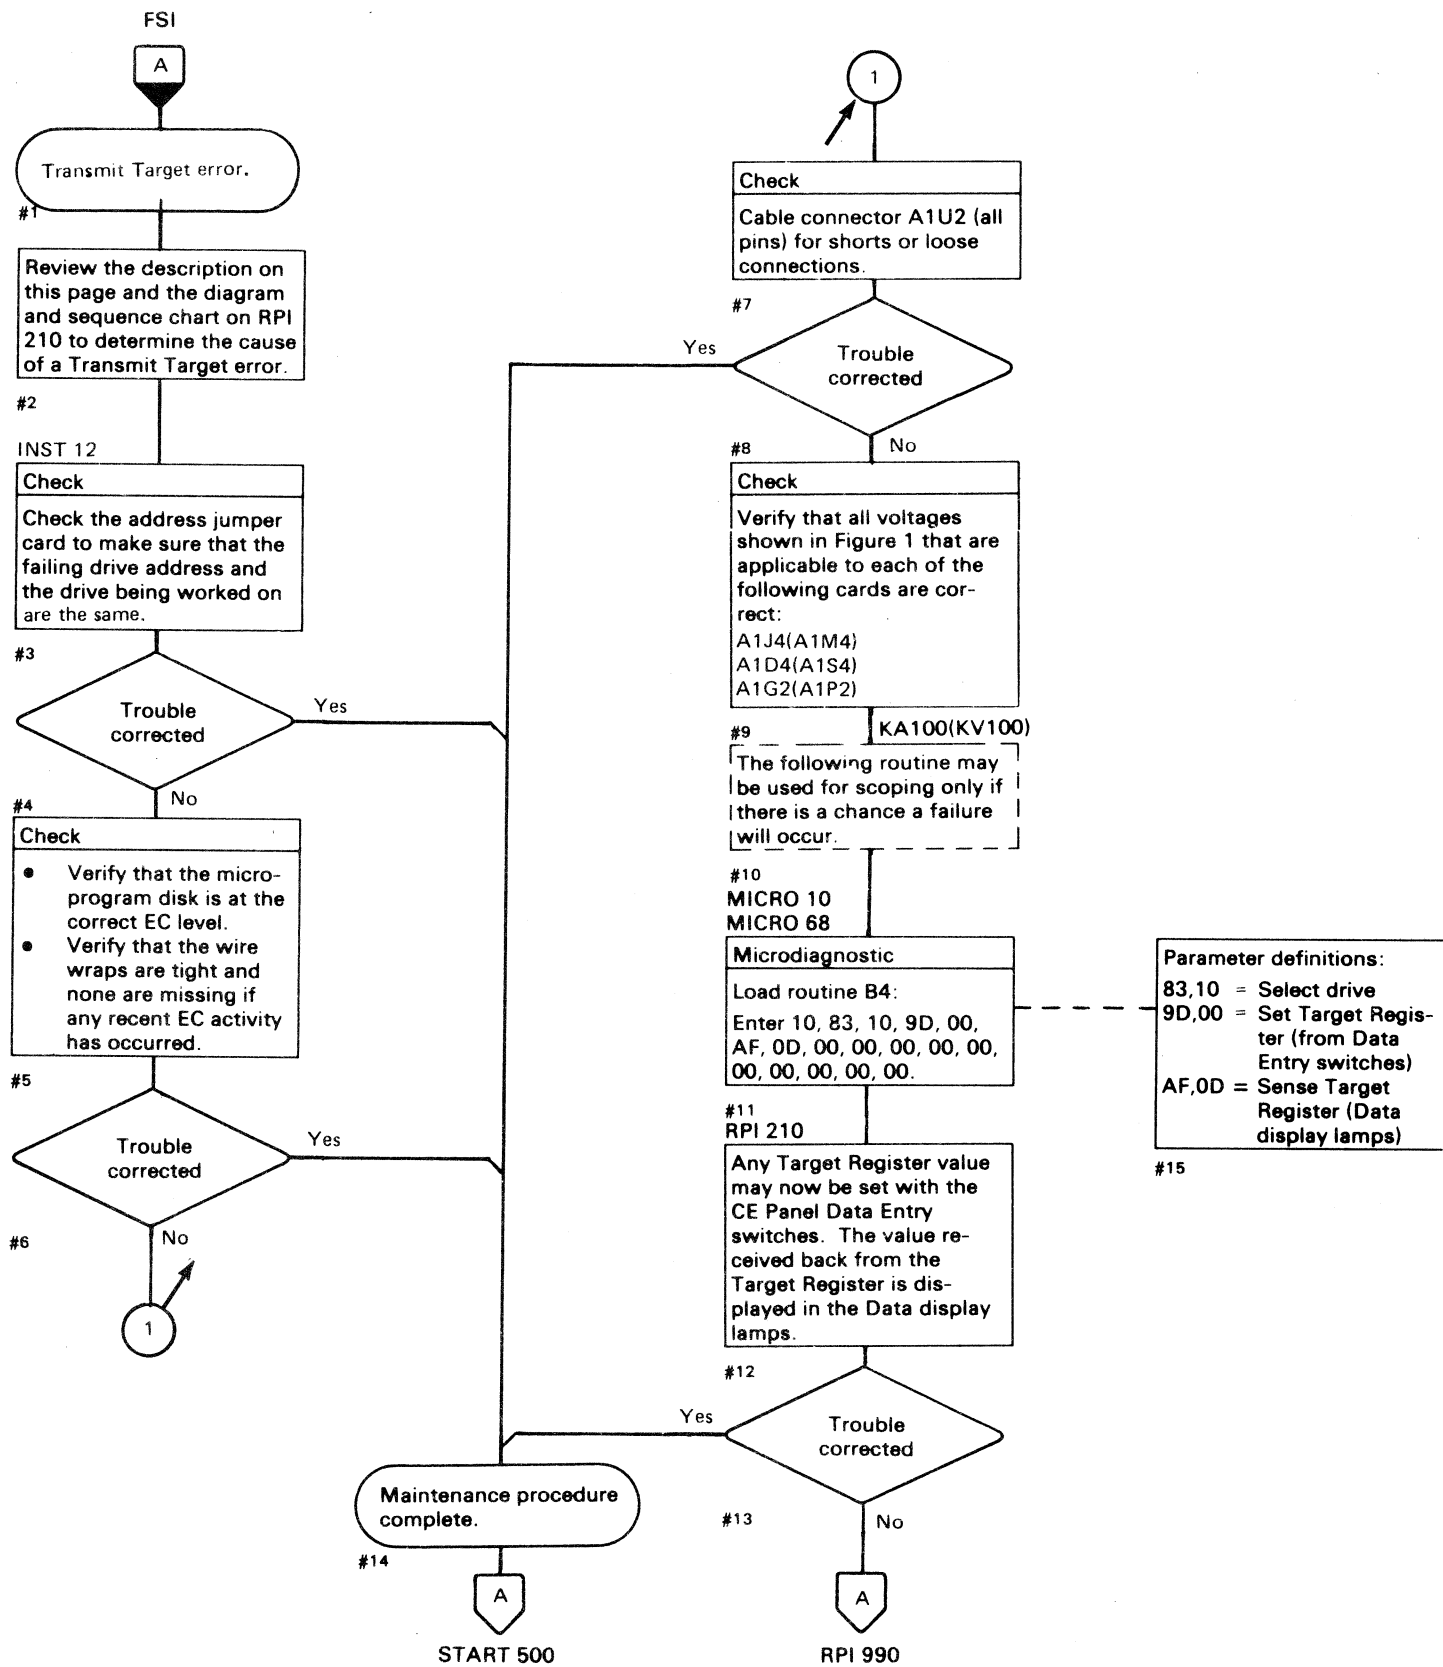 FSI
A
Transmit Target error.
#1
Review the description on
this page and the diagram
and sequence chart on RPI
210 to determine the cause
of a Transmit Target error.
#2
INST 12
Check
Check the address jumper
card to make sure that the
failing drive address and
the drive being worked on
are the same.
#3
Trouble
corrected
Yes
No
#4
Check
● Verify that the micro-
program disk is at the
correct EC level.
● Verify that the wire
wraps are tight and
none are missing if
any recent EC activity
has occurred.
#5
Trouble
corrected
Yes
No
#6
1
1
Check
Cable connector A1U2 (all
pins) for shorts or loose
connections.
#7
Trouble
corrected
Yes
No
#8
Check
Verify that all voltages
shown in Figure 1 that are
applicable to each of the
following cards are cor-
rect:
A1J4(A1M4)
A1D4(A1S4)
A1G2(A1P2)
KA100(KV100)
#9
The following routine may
be used for scoping only if
there is a chance a failure
will occur.
#10
MICRO 10
MICRO 68
Microdiagnostic
Load routine B4:
Enter 10, 83, 10, 9D, 00,
AF, 0D, 00, 00, 00, 00, 00,
00, 00, 00, 00, 00.
Parameter definitions:
83,10 = Select drive
9D,00 = Set Target Regis-
ter (from Data
Entry switches)
AF,0D = Sense Target
Register (Data
display lamps)
#15
#11
RPI 210
Any Target Register value
may now be set with the
CE Panel Data Entry
switches. The value re-
ceived back from the
Target Register is dis-
played in the Data display
lamps.
#12
Trouble
corrected
Yes
No
#13
Maintenance procedure
complete.
#14
A
START 500
A
RPI 990